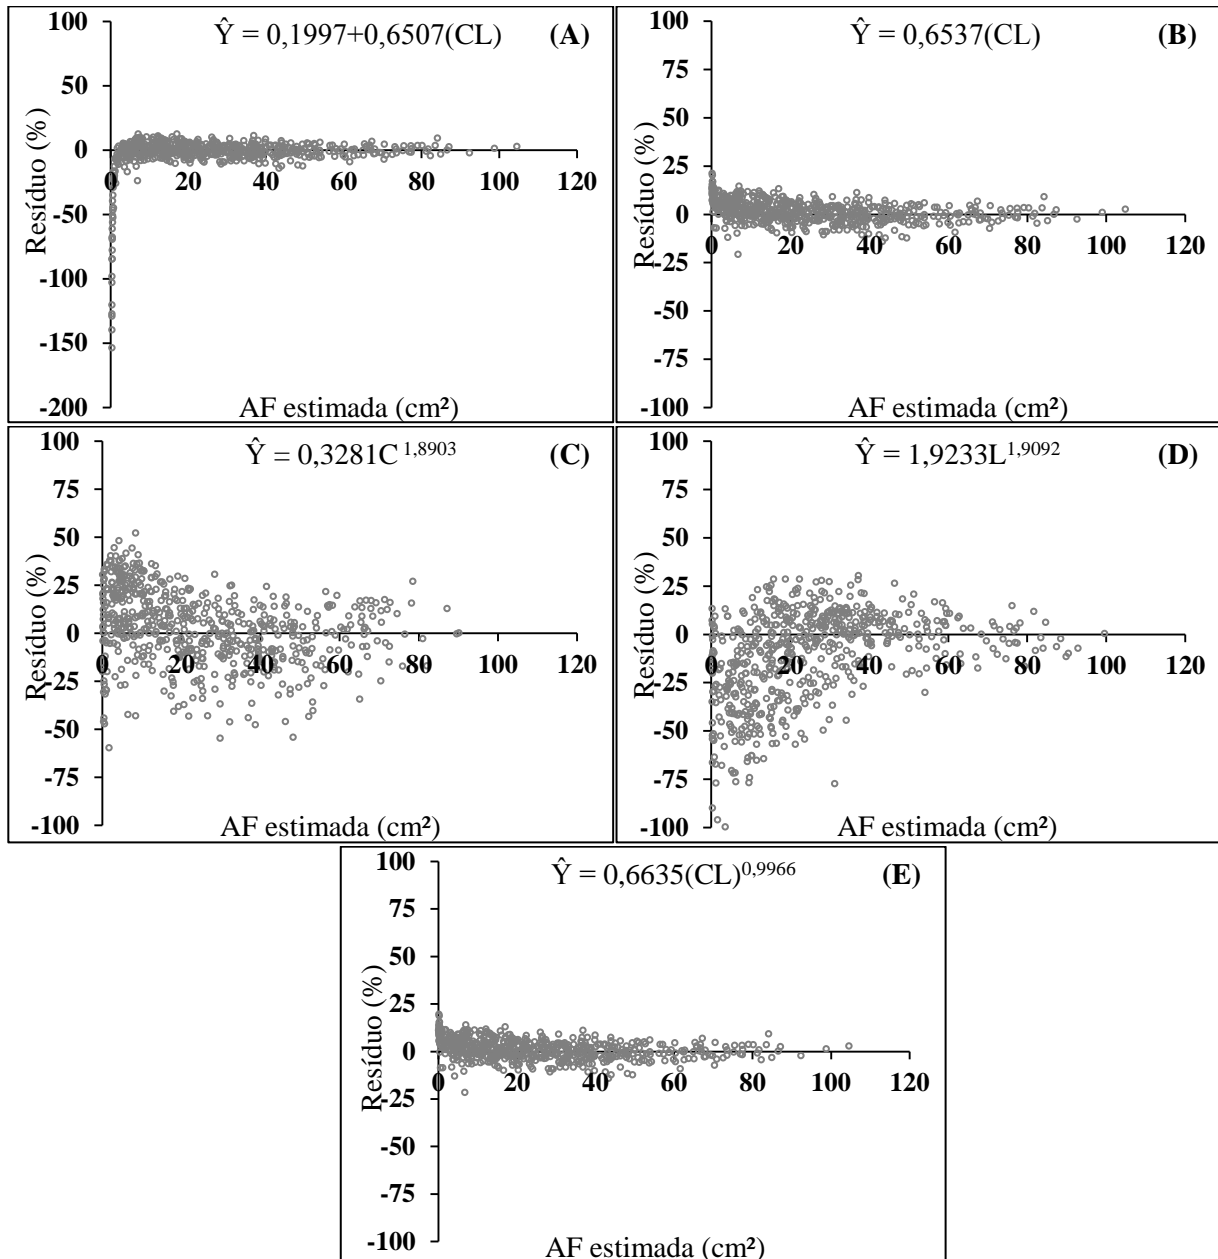 Ŷ = 0,1997+0,6507(CL) (A)
100
50
0
-50
-100
-150
-200
0 20 40 60 80 100 120
Resíduo (%)
AF estimada (cm²)
Ŷ = 0,6537(CL) (B)
100
75
50
25
0
-25
-50
-75
-100
0 20 40 60 80 100 120
Resíduo (%)
AF estimada (cm²)
Ŷ = 0,3281C^1,8903 (C)
100
75
50
25
0
-25
-50
-75
-100
0 20 40 60 80 100 120
Resíduo (%)
AF estimada (cm²)
Ŷ = 1,9233L^1,9092 (D)
100
75
50
25
0
-25
-50
-75
-100
0 20 40 60 80 100 120
Resíduo (%)
AF estimada (cm²)
Ŷ = 0,6635(CL)^0,9966 (E)
100
75
50
25
0
-25
-50
-75
-100
0 20 40 60 80 100 120
Resíduo (%)
AF estimada (cm²)